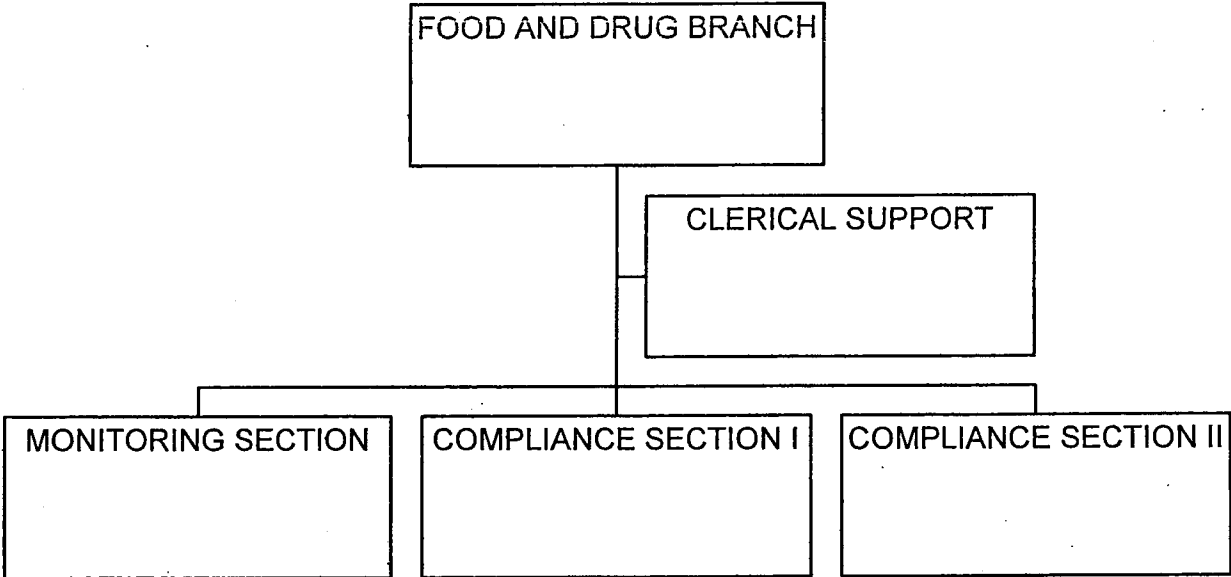 FOOD AND DRUG BRANCH
CLERICAL SUPPORT
MONITORING SECTION
COMPLIANCE SECTION I
COMPLIANCE SECTION II